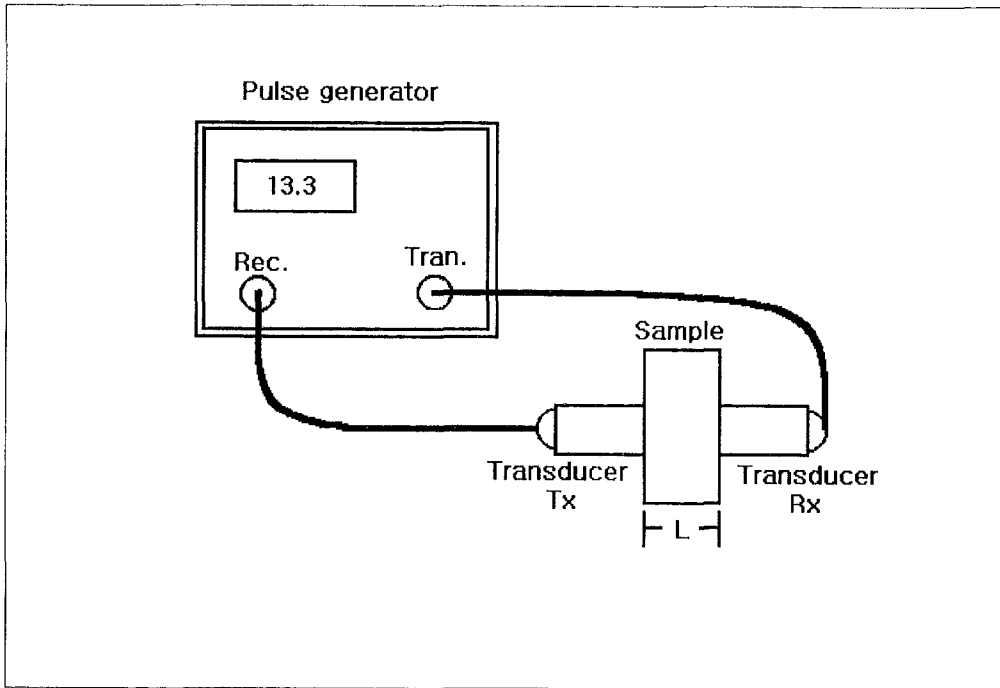 Pulse generator
13.3
Rec.
Tran.
Sample
Transducer
Tx
Transducer
Rx
L